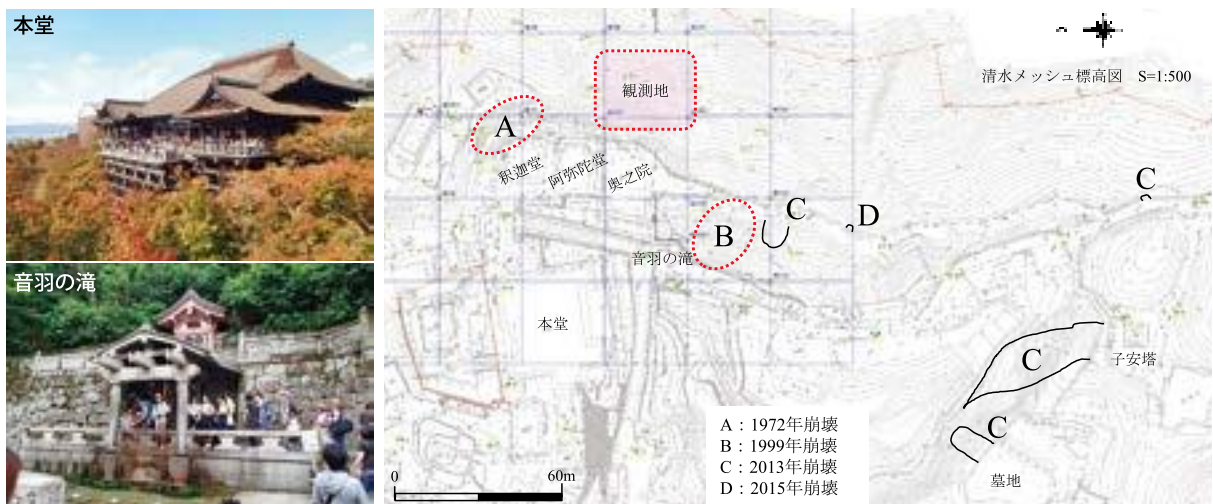 本堂
音羽の滝
清水メッシュ標高図 S=1:500
観測地
A
釈迦堂
阿弥陀堂
奥之院
B
C
D
C
音羽の滝
本堂
C
子安塔
C
墓地
A：1972年崩壊
B：1999年崩壊
C：2013年崩壊
D：2015年崩壊
0 60m